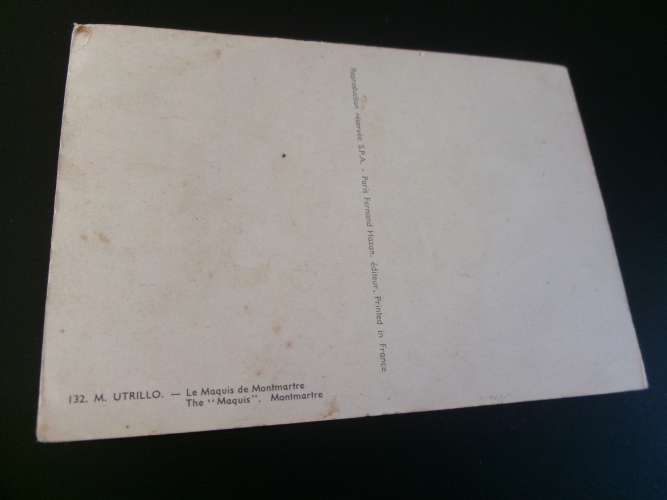 Reproduction réservée S.P.A. - Paris Fernand Hazan, éditeur, Printed in France
132. M. UTRILLO. — Le Maquis de Montmartre
The "Maquis". Montmartre